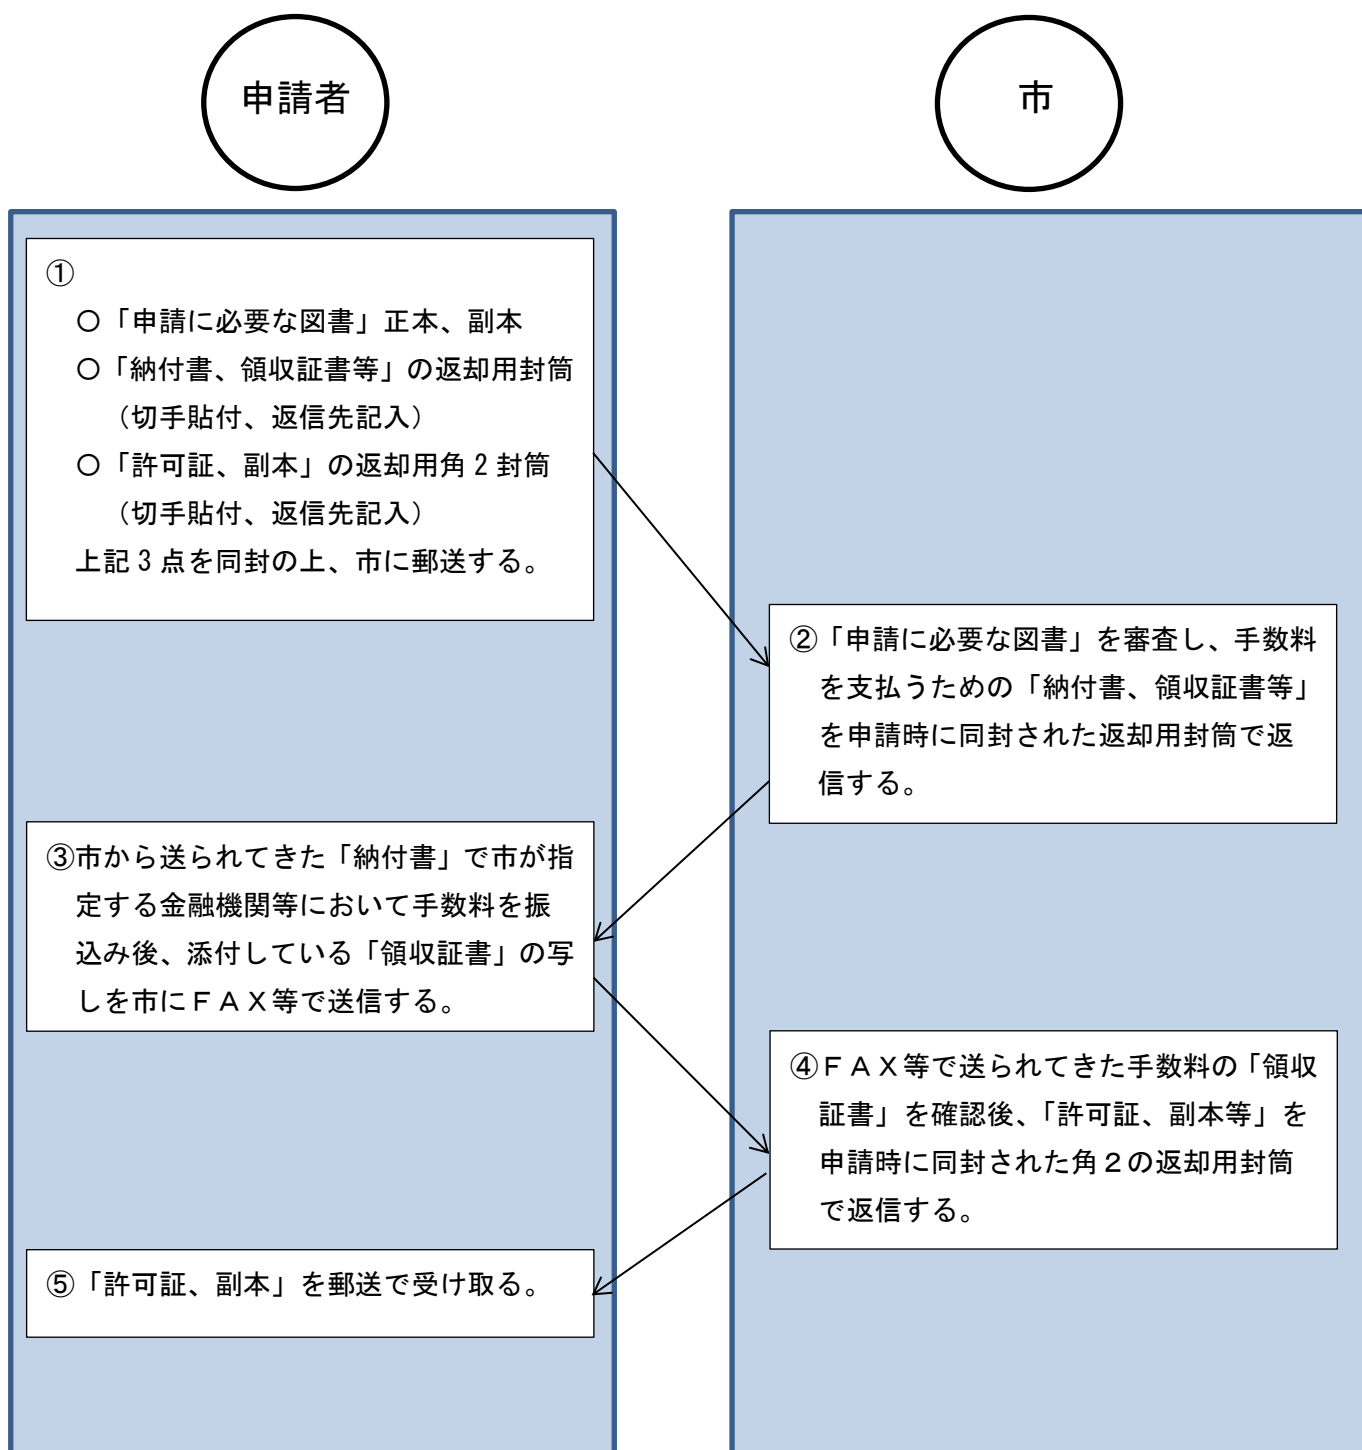 申請者
市
①
○「申請に必要な図書」正本、副本
○「納付書、領収証書等」の返却用封筒
（切手貼付、返信先記入）
○「許可証、副本」の返却用角2封筒
（切手貼付、返信先記入）
上記3点を同封の上、市に郵送する。
②「申請に必要な図書」を審査し、手数料
を支払うための「納付書、領収証書等」
を申請時に同封された返却用封筒で返
信する。
③市から送られてきた「納付書」で市が指
定する金融機関等において手数料を振
込み後、添付している「領収証書」の写
しを市にＦＡＸ等で送信する。
④ＦＡＸ等で送られてきた手数料の「領収
証書」を確認後、「許可証、副本等」を
申請時に同封された角２の返却用封筒
で返信する。
⑤「許可証、副本」を郵送で受け取る。